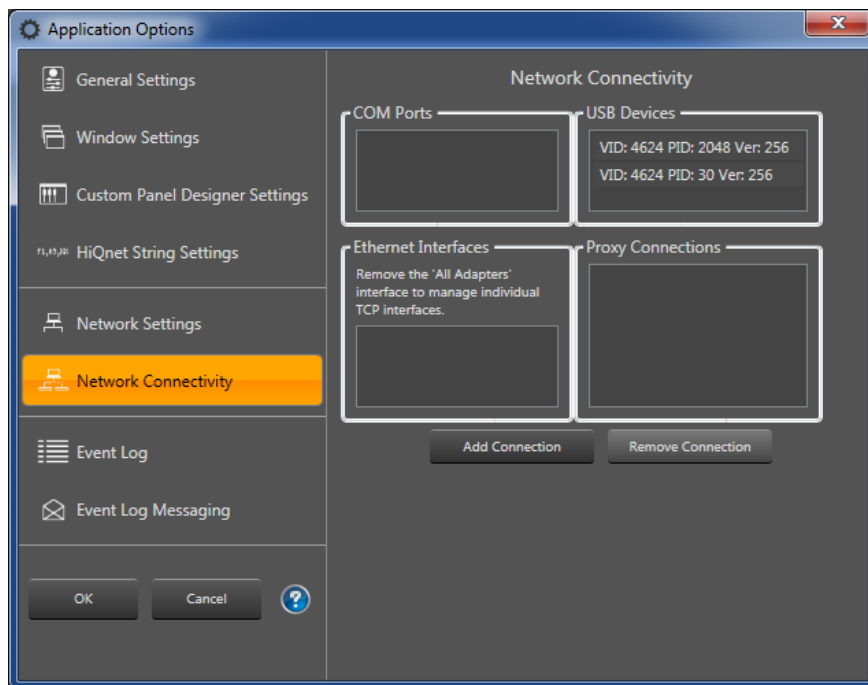 Application Options
General Settings
Window Settings
Custom Panel Designer Settings
HiQnet String Settings
Network Settings
Network Connectivity
Event Log
Event Log Messaging
OK
Cancel
?
Network Connectivity
COM Ports
USB Devices
VID: 4624 PID: 2048 Ver: 256
VID: 4624 PID: 30 Ver: 256
Ethernet Interfaces
Remove the 'All Adapters'
interface to manage individual
TCP interfaces.
Proxy Connections
Add Connection
Remove Connection